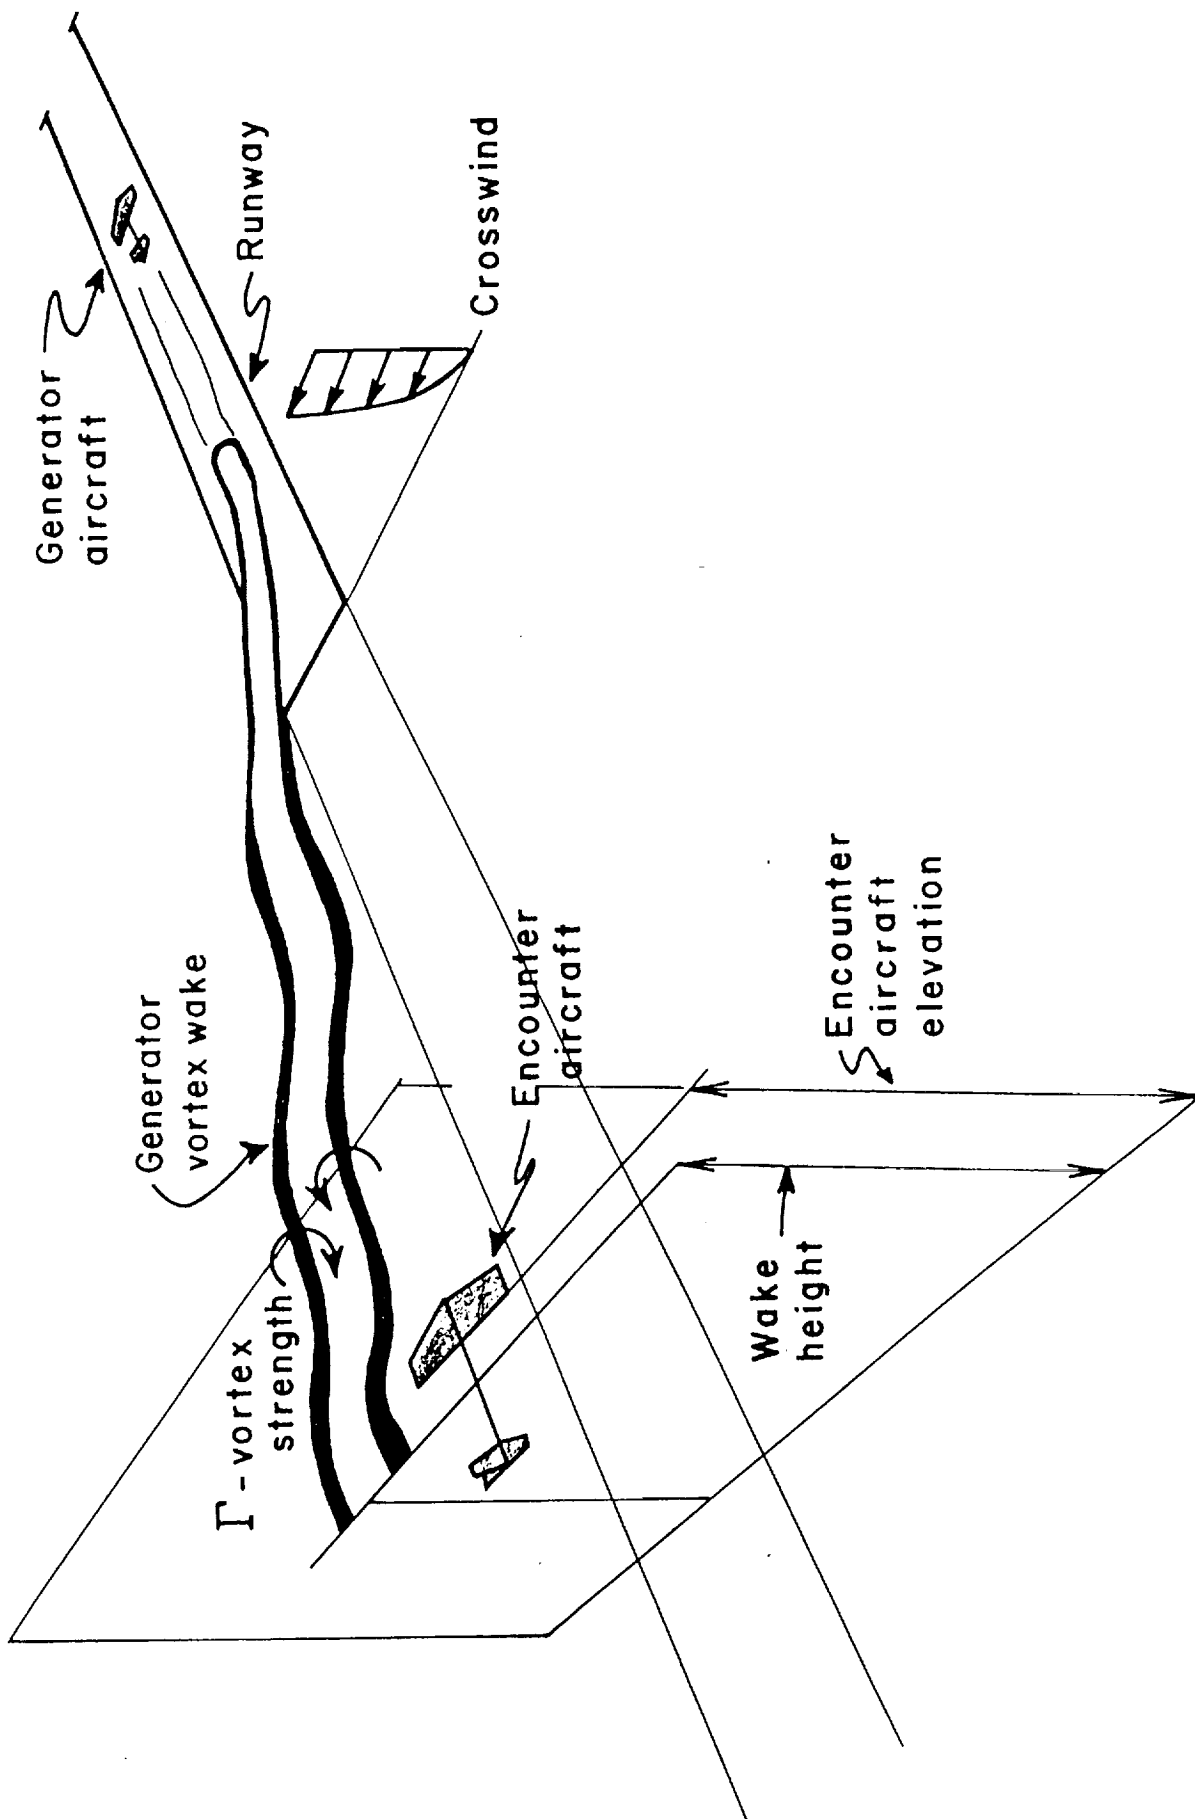 Generator
aircraft
Runway
Crosswind
Generator
vortex wake
Γ-vortex
strength
Encounter
aircraft
Wake
height
Encounter
aircraft
elevation